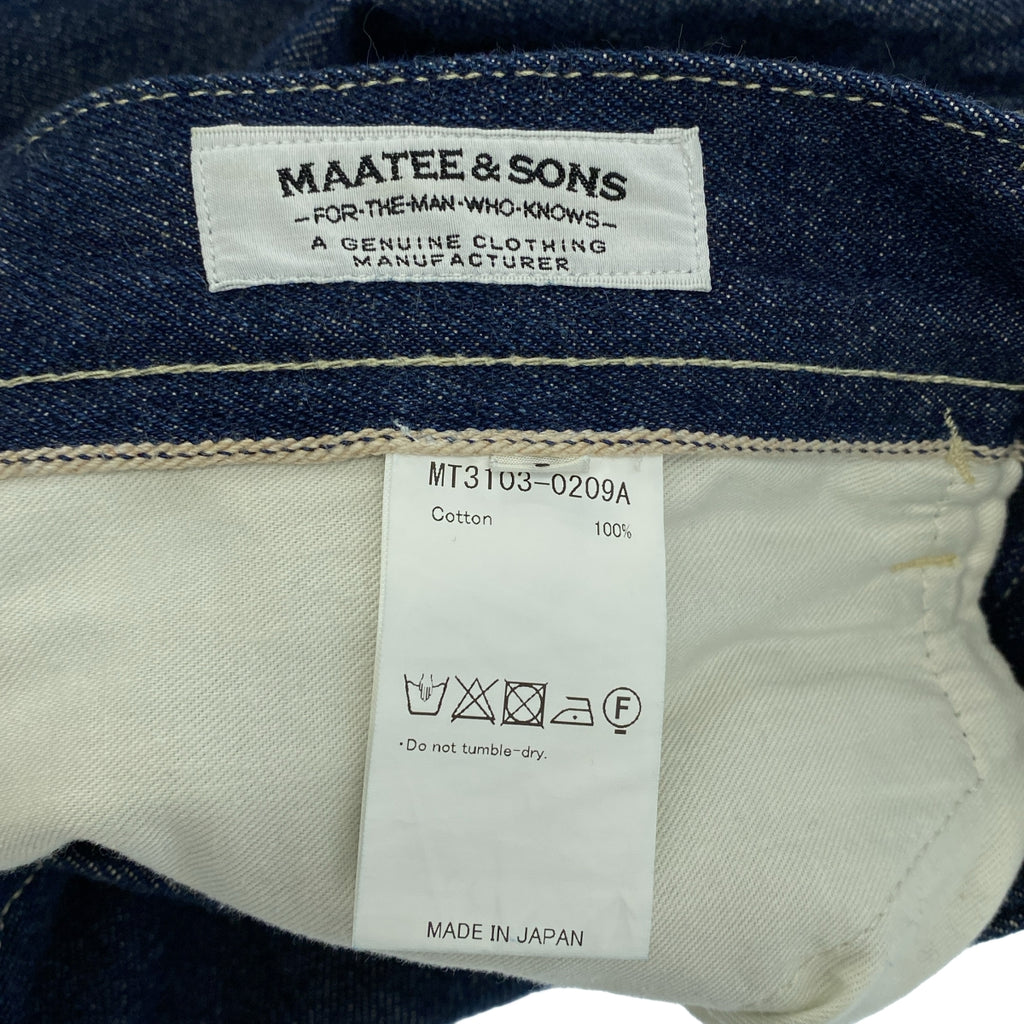 MAATEE & SONS
-FOR·THE·MAN·WHO·KNOWS-
A GENUINE CLOTHING
MANUFACTURER
MT3103-0209A
Cotton 100%
F
·Do not tumble-dry.
MADE IN JAPAN